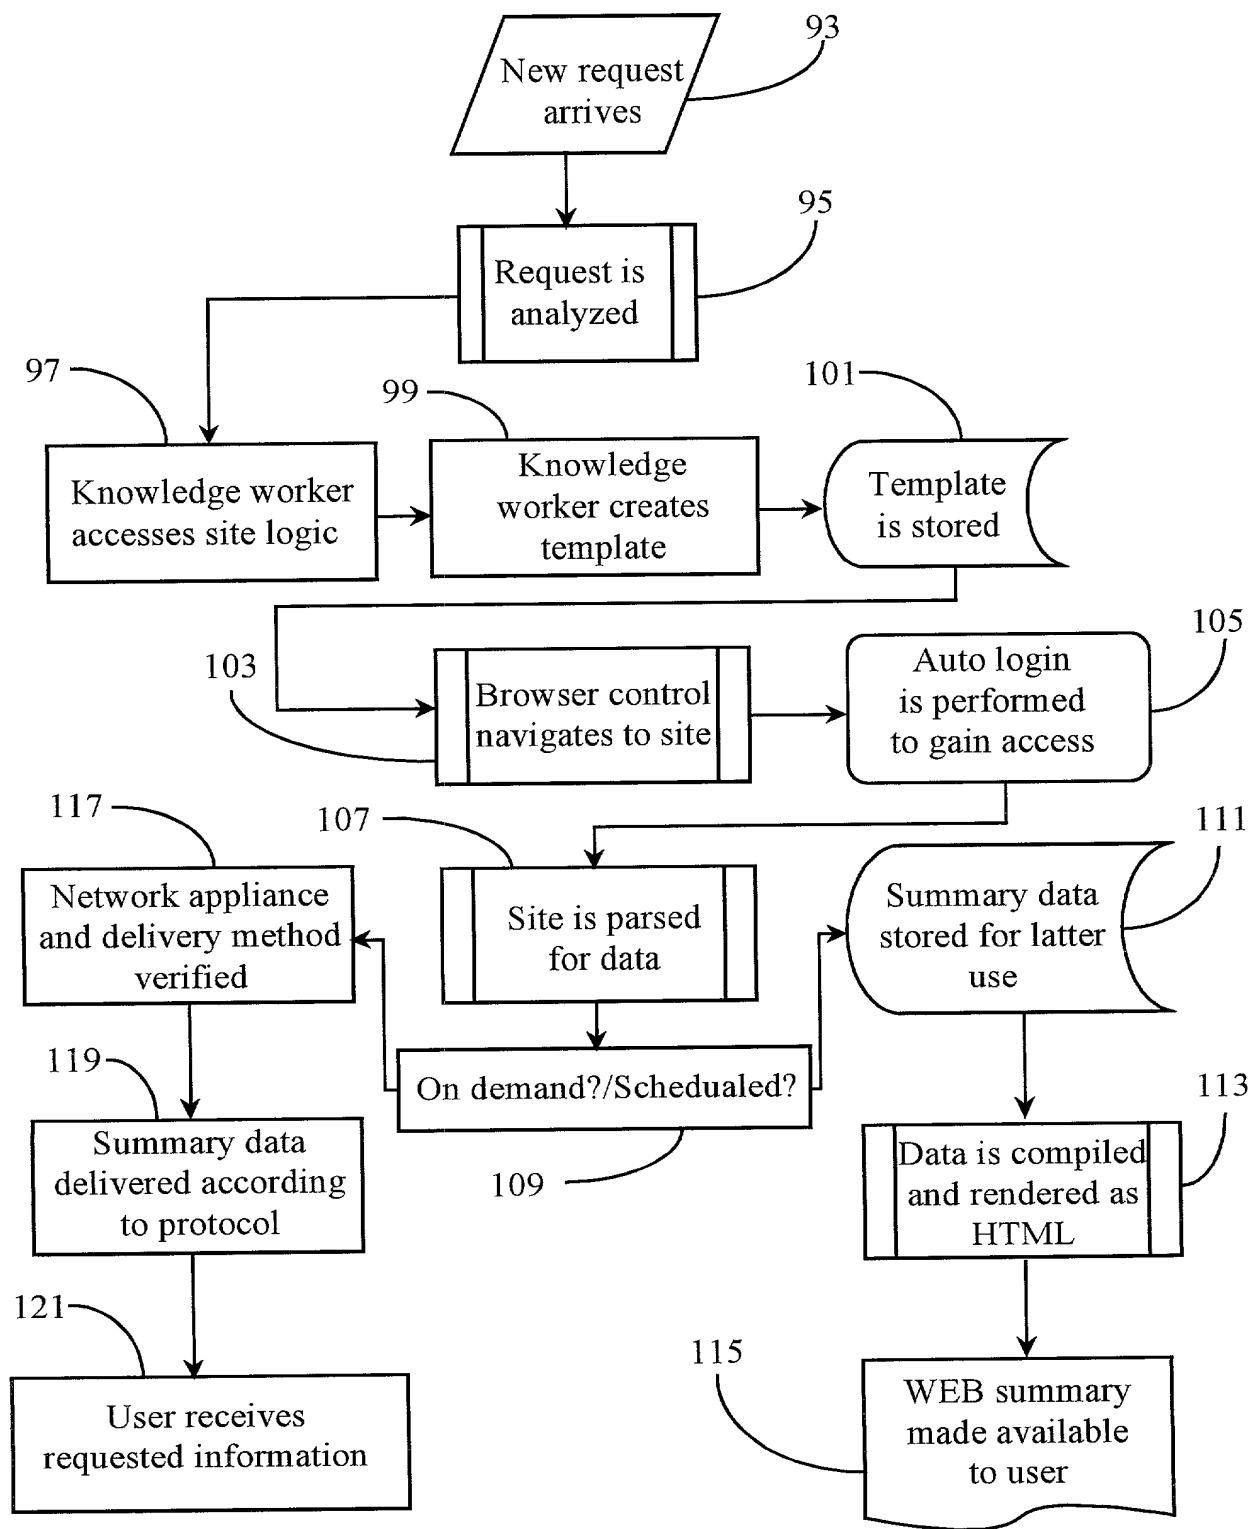 93
New request
arrives
95
Request is
analyzed
97
Knowledge worker
accesses site logic
99
Knowledge
worker creates
template
101
Template
is stored
103
Browser control
navigates to site
105
Auto login
is performed
to gain access
107
Site is parsed
for data
109
On demand?/Schedualed?
111
Summary data
stored for latter
use
113
Data is compiled
and rendered as
HTML
115
WEB summary
made available
to user
117
Network appliance
and delivery method
verified
119
Summary data
delivered according
to protocol
121
User receives
requested information